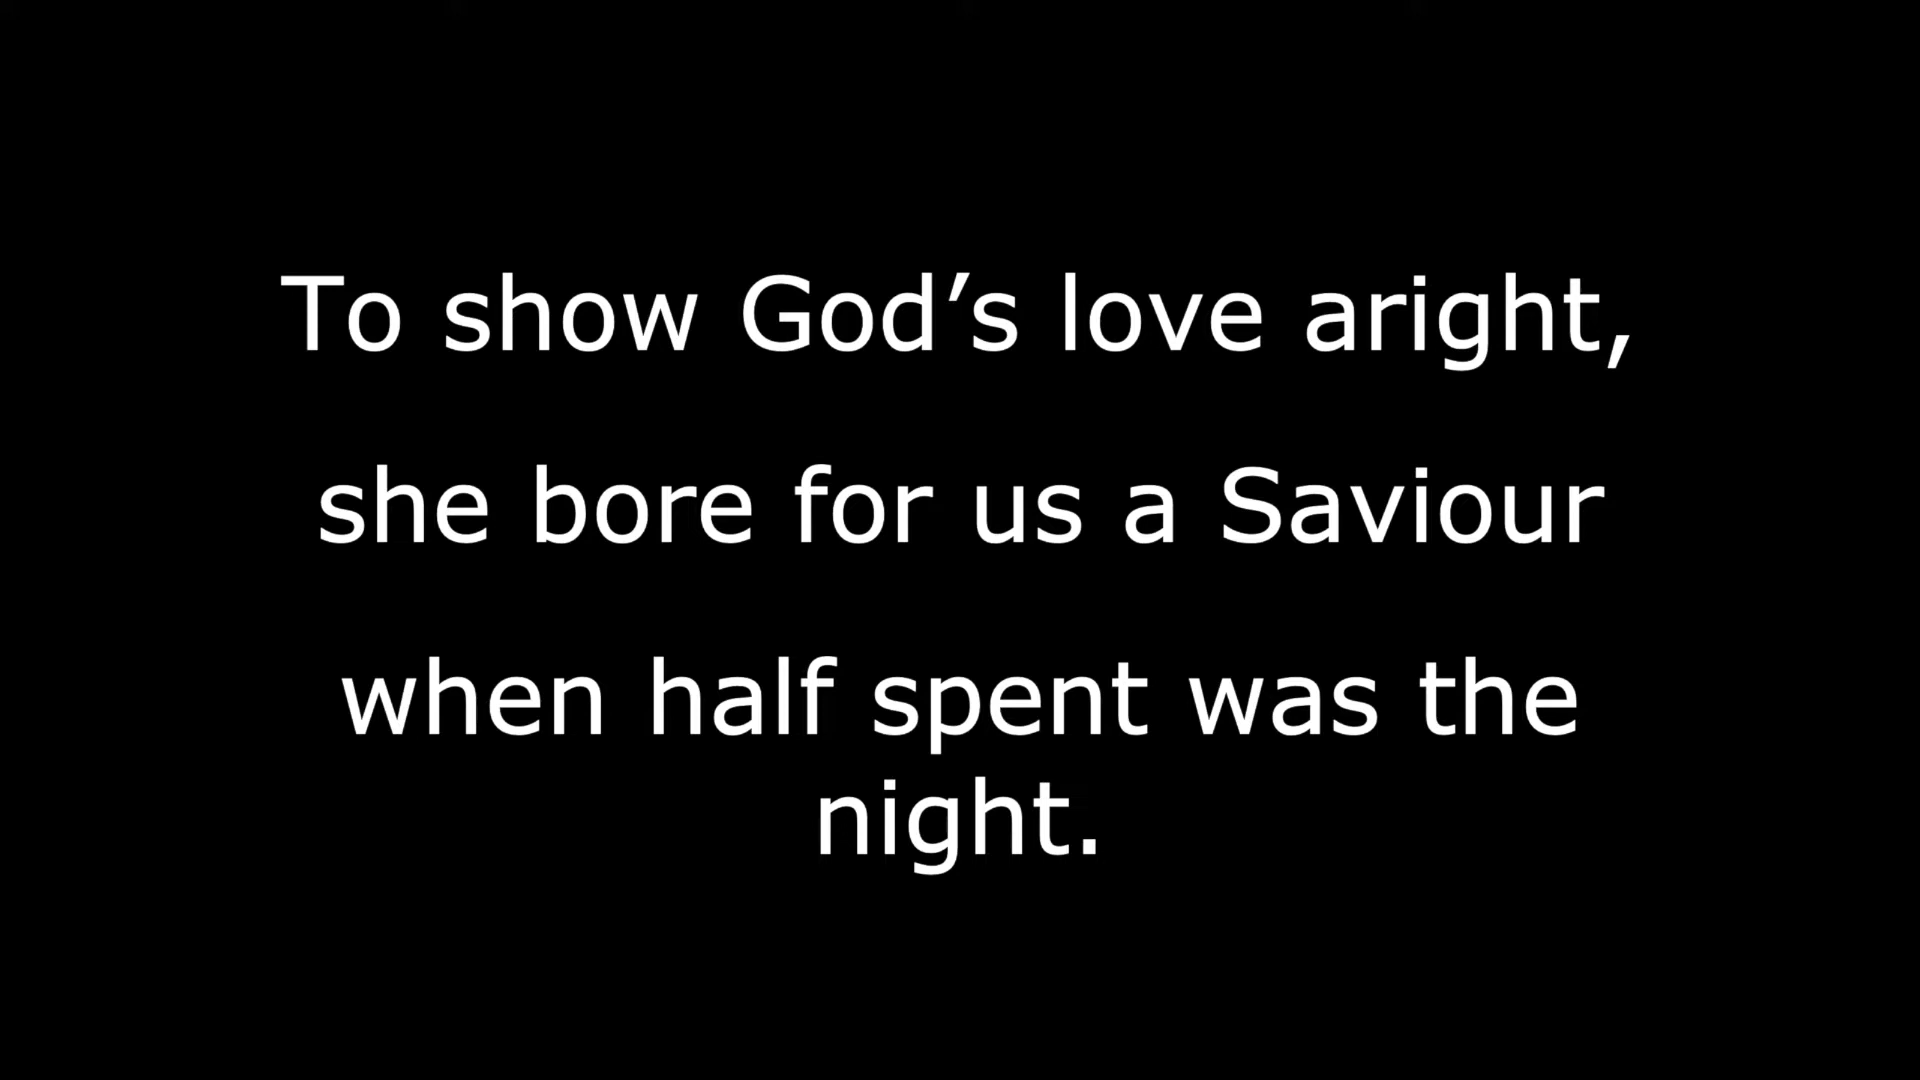 To show God’s love aright,
she bore for us a Saviour
when half spent was the
night.